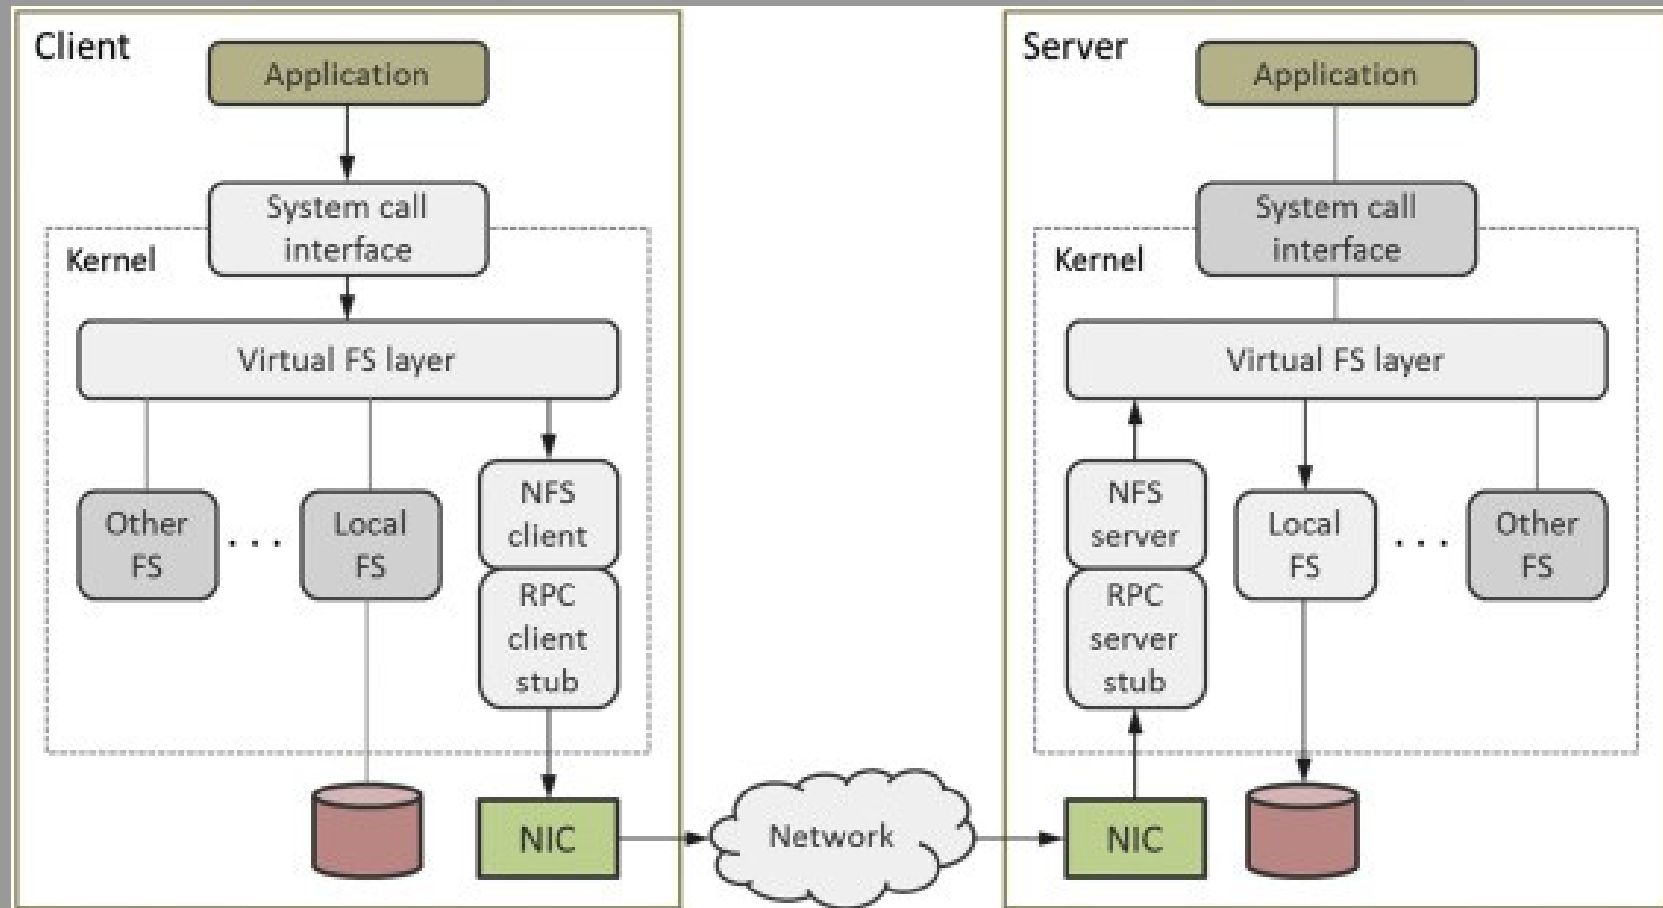 Client
Application
System call
interface
Kernel
Virtual FS layer
Other
FS
. . .
Local
FS
NFS
client
RPC
client
stub
NIC
Network
Server
Application
System call
interface
Kernel
Virtual FS layer
NFS
server
RPC
server
stub
Local
FS
. . .
Other
FS
NIC